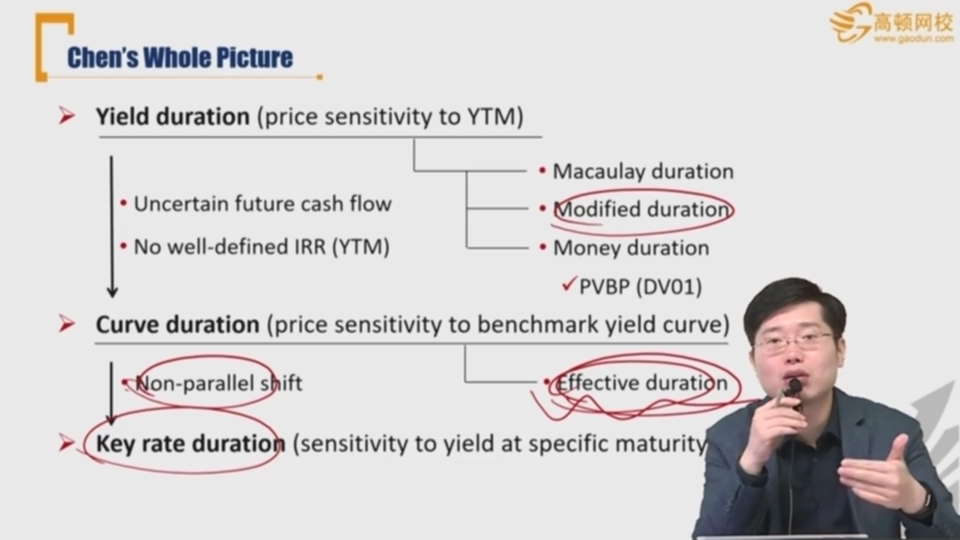 高顿网校
www.gaodun.com
Chen's Whole Picture
Yield duration (price sensitivity to YTM)
Macaulay duration
Uncertain future cash flow
Modified duration
No well-defined IRR (YTM)
Money duration
PVBP (DV01)
Curve duration (price sensitivity to benchmark yield curve)
Non-parallel shift
Effective duration
Key rate duration (sensitivity to yield at specific maturity